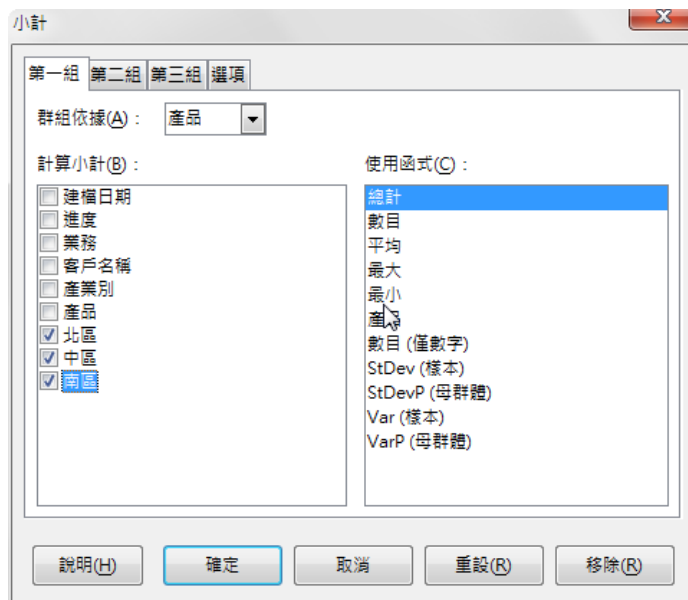 小計
第一組 第二組 第三組 選項
群組依據(A)： 產品
計算小計(B)：
建檔日期
進度
業務
客戶名稱
產業別
產品
北區
中區
南區
使用函式(C)：
總計
數目
平均
最大
最小
產品
數目 (僅數字)
StDev (樣本)
StDevP (母群體)
Var (樣本)
VarP (母群體)
說明(H) 確定 取消 重設(R) 移除(R)